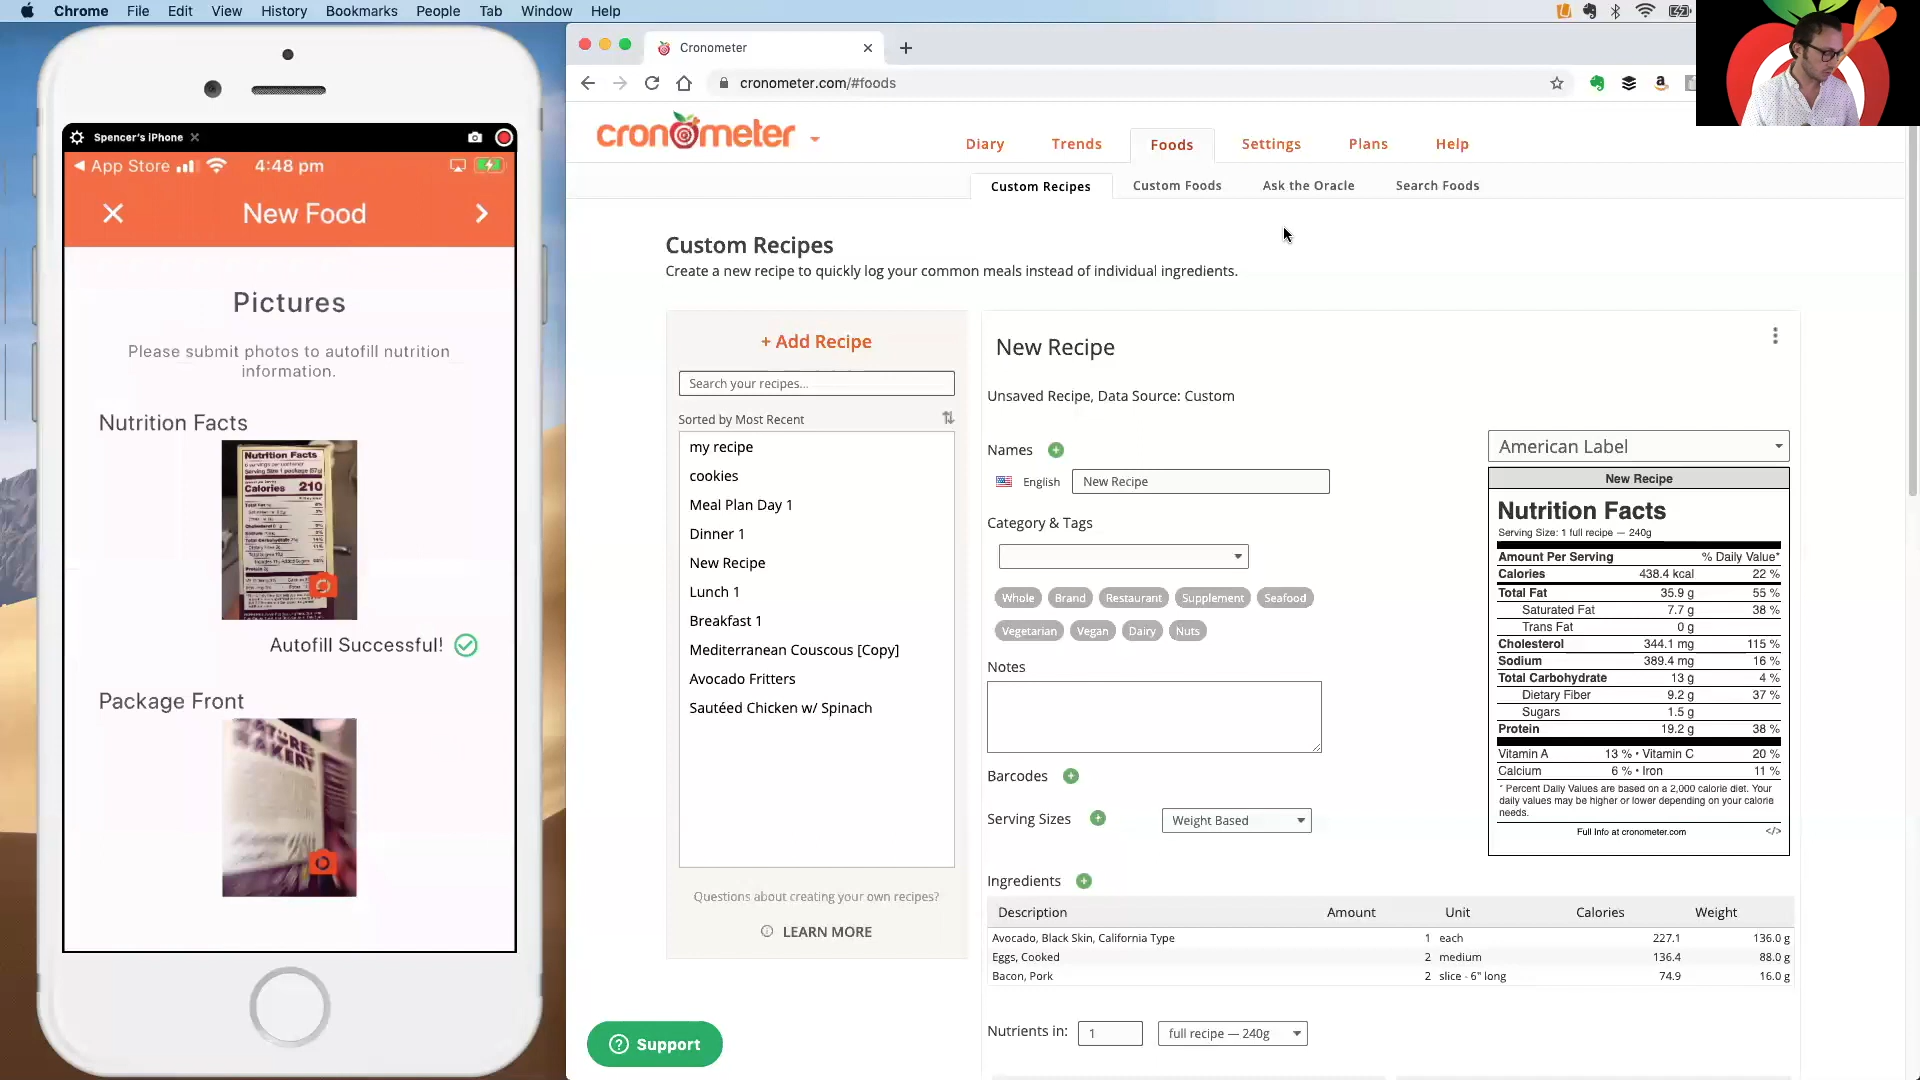 Chrome File Edit View History Bookmarks People Tab Window Help
Spencer's iPhone
App Store 4:48 pm
New Food
Pictures
Please submit photos to autofill nutrition
information.
Nutrition Facts
Nutrition Facts
Calories 210
Autofill Successful!
Package Front
BAKERY
Cronometer
cronometer.com/#foods
cronometer
Diary Trends Foods Settings Plans Help
Custom Recipes Custom Foods Ask the Oracle Search Foods
Custom Recipes
Create a new recipe to quickly log your common meals instead of individual ingredients.
+ Add Recipe
Search your recipes...
Sorted by Most Recent
my recipe
cookies
Meal Plan Day 1
Dinner 1
New Recipe
Lunch 1
Breakfast 1
Mediterranean Couscous [Copy]
Avocado Fritters
Sautéed Chicken w/ Spinach
Questions about creating your own recipes?
LEARN MORE
Support
New Recipe
Unsaved Recipe, Data Source: Custom
Names
English New Recipe
Category & Tags
Whole Brand Restaurant Supplement Seafood
Vegetarian Vegan Dairy Nuts
Notes
Barcodes
Serving Sizes Weight Based
American Label
New Recipe
Nutrition Facts
Serving Size: 1 full recipe — 240g
Amount Per Serving % Daily Value*
Calories 438.4 kcal 22 %
Total Fat 35.9 g 55 %
Saturated Fat 7.7 g 38 %
Trans Fat 0 g
Cholesterol 344.1 mg 115 %
Sodium 389.4 mg 16 %
Total Carbohydrate 13 g 4 %
Dietary Fiber 9.2 g 37 %
Sugars 1.5 g
Protein 19.2 g 38 %
Vitamin A 13 % • Vitamin C 20 %
Calcium 6 % • Iron 11 %
* Percent Daily Values are based on a 2,000 calorie diet. Your
daily values may be higher or lower depending on your calorie
needs.
Full Info at cronometer.com </>
Ingredients
Description Amount Unit Calories Weight
Avocado, Black Skin, California Type 1 each 227.1 136.0 g
Eggs, Cooked 2 medium 136.4 88.0 g
Bacon, Pork 2 slice - 6" long 74.9 16.0 g
Nutrients in: 1 full recipe — 240g